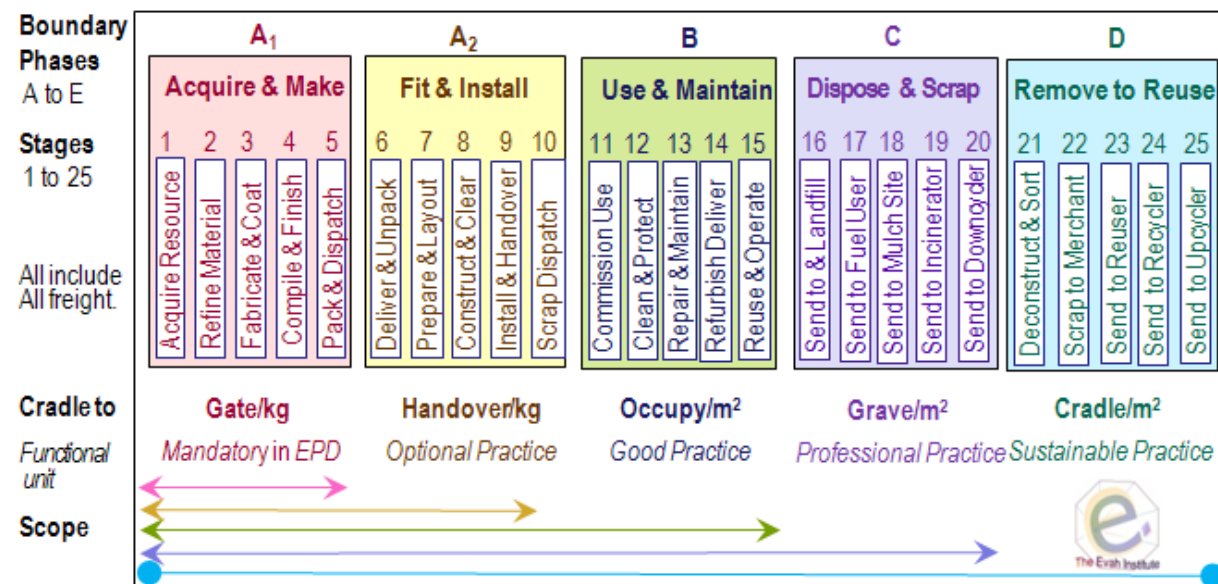 Boundary Phases
A to E
A₁
A₂
B
C
D
Acquire & Make
Fit & Install
Use & Maintain
Dispose & Scrap
Remove to Reuse
Stages
1 to 25
1 2 3 4 5
6 7 8 9 10
11 12 13 14 15
16 17 18 19 20
21 22 23 24 25
All include
All freight.
Acquire Resource
Refine Material
Fabricate & Coat
Compile & Finish
Pack & Dispatch
Deliver & Unpack
Prepare & Layout
Construct & Clear
Install & Handover
Scrap Dispatch
Commission Use
Clean & Protect
Repair & Maintain
Refurbish Deliver
Reuse & Operate
Send to & Landfill
Send to Fuel User
Send to Mulch Site
Send to Incinerator
Send to Downcyder
Deconstruct & Sort
Scrap to Merchant
Send to Reuser
Send to Recycler
Send to Upcycler
Cradle to
Gate/kg
Handover/kg
Occupy/m²
Grave/m²
Cradle/m²
Functional
unit
Mandatory in EPD
Optional Practice
Good Practice
Professional Practice
Sustainable Practice
Scope
e
The Evah Institute